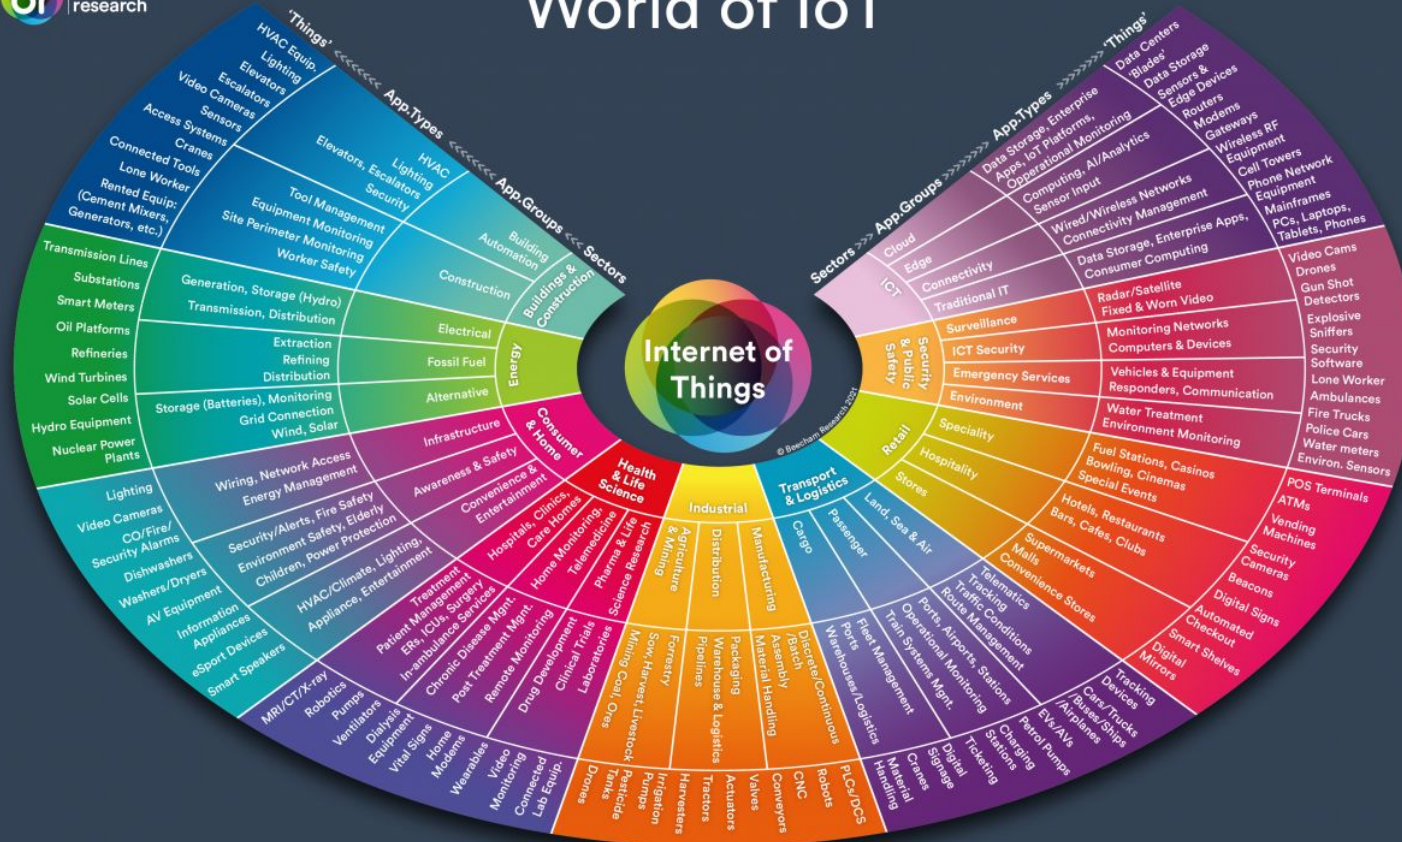 research
World of IoT
'Things'
App.Types
App.Groups
Sectors
Sectors
App.Groups
App.Types
'Things'
Internet of
Things
© Beecham Research 2021
Buildings &
Construction
Building
Automation
Construction
HVAC
Lighting
Elevators, Escalators
Security
Tool Management
Equipment Monitoring
Site Perimeter Monitoring
Worker Safety
HVAC Equip.
Lighting
Elevators
Escalators
Video Cameras
Sensors
Access Systems
Cranes
Connected Tools
Lone Worker
Rented Equip:
(Cement Mixers,
Generators, etc.)
Energy
Electrical
Fossil Fuel
Alternative
Generation, Storage (Hydro)
Transmission, Distribution
Extraction
Refining
Distribution
Storage (Batteries), Monitoring
Grid Connection
Wind, Solar
Transmission Lines
Substations
Smart Meters
Oil Platforms
Refineries
Wind Turbines
Solar Cells
Hydro Equipment
Nuclear Power
Plants
Consumer
& Home
Infrastructure
Awareness & Safety
Convenience &
Entertainment
Wiring, Network Access
Energy Management
Security/Alerts, Fire Safety
Environment Safety, Elderly
Children, Power Protection
HVAC/Climate, Lighting,
Appliance, Entertainment
Lighting
Video Cameras
CO/Fire/
Security Alarms
Dishwashers
Washers/Dryers
AV Equipment
Information
Appliances
eSport Devices
Smart Speakers
Health
& Life
Science
Hospitals, Clinics,
Care Homes
Home Monitoring,
Telemedicine
Pharma & Life
Science Research
Treatment
Patient Management
ERs, ICUs, Surgery
In-ambulance Services
Chronic Disease Mgmt.
Post Treatment Mgmt.
Remote Monitoring
Drug Development
Clinical Trials
Laboratories
MRI/CT/X-ray
Robotics
Pumps
Ventilators
Dialysis
Equipment
Vital Signs
Home
Modems
Wearables
Video
Monitoring
Connected
Lab Equip.
Industrial
Agriculture
& Mining
Distribution
Manufacturing
Forrestry
Sow,Harvest,Livestock
Mining Coal, Ores
Packaging
Warehouse & Logistics
Pipelines
Discrete/Continuous
/Batch
Assembly
Material Handling
Drones
Pesticide
Tanks
Irrigation
Pumps
Harvesters
Tractors
Actuators
Valves
Conveyors
CNC
Robots
PLCs/DCS
Transport
& Logistics
Cargo
Passenger
Land, Sea & Air
Fleet Management
Ports
Warehouses/Logistics
Ports, Airports, Stations
Operational Monitoring
Train Systems Mgmt.
Telematics
Tracking
Traffic Conditions
Route Management
Material
Handling
Cranes
Digital
Signage
Ticketing
Charging
Stations
Petrol Pumps
EVs/AVs
Cars/Trucks
/Buses/Ships
/Airplanes
Tracking
Devices
Retail
Speciality
Hospitality
Stores
Fuel Stations, Casinos
Bowling, Cinemas
Special Events
Hotels, Restaurants
Bars, Cafes, Clubs
Supermarkets
Malls
Convenience Stores
POS Terminals
ATMs
Vending
Machines
Security
Cameras
Beacons
Digital Signs
Automated
Checkout
Smart Shelves
Digital
Mirrors
Security
& Public
Safety
Surveillance
ICT Security
Emergency Services
Environment
Radar/Satellite
Fixed & Worn Video
Monitoring Networks
Computers & Devices
Vehicles & Equipment
Responders, Communication
Water Treatment
Environment Monitoring
Video Cams
Drones
Gun Shot
Detectors
Explosive
Sniffers
Security
Software
Lone Worker
Ambulances
Fire Trucks
Police Cars
Water meters
Environ. Sensors
ICT
Cloud
Edge
Connectivity
Traditional IT
Data Storage, Enterprise
Apps, IoT Platforms,
Opperational Monitoring
Computing, AI/Analytics
Sensor Input
Wired/Wireless Networks
Connectivity Management
Data Storage, Enterprise Apps,
Consumer Computing
Data Centers
'Blades'
Data Storage
Sensors &
Edge Devices
Routers
Modems
Gateways
Wireless RF
Equipment
Cell Towers
Phone Network
Equipment
Mainframes
PCs, Laptops,
Tablets, Phones